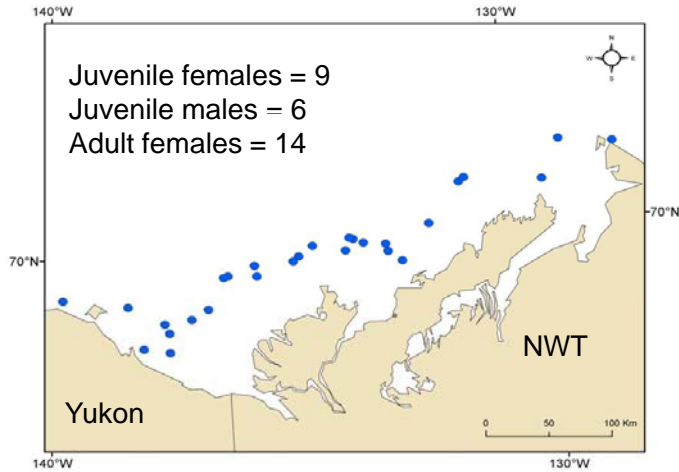 140°W 130°W
N
W E
S
Juvenile females = 9
Juvenile males = 6
Adult females = 14
70°N 70°N
NWT
Yukon
0 50 100 Km
140°W 130°W